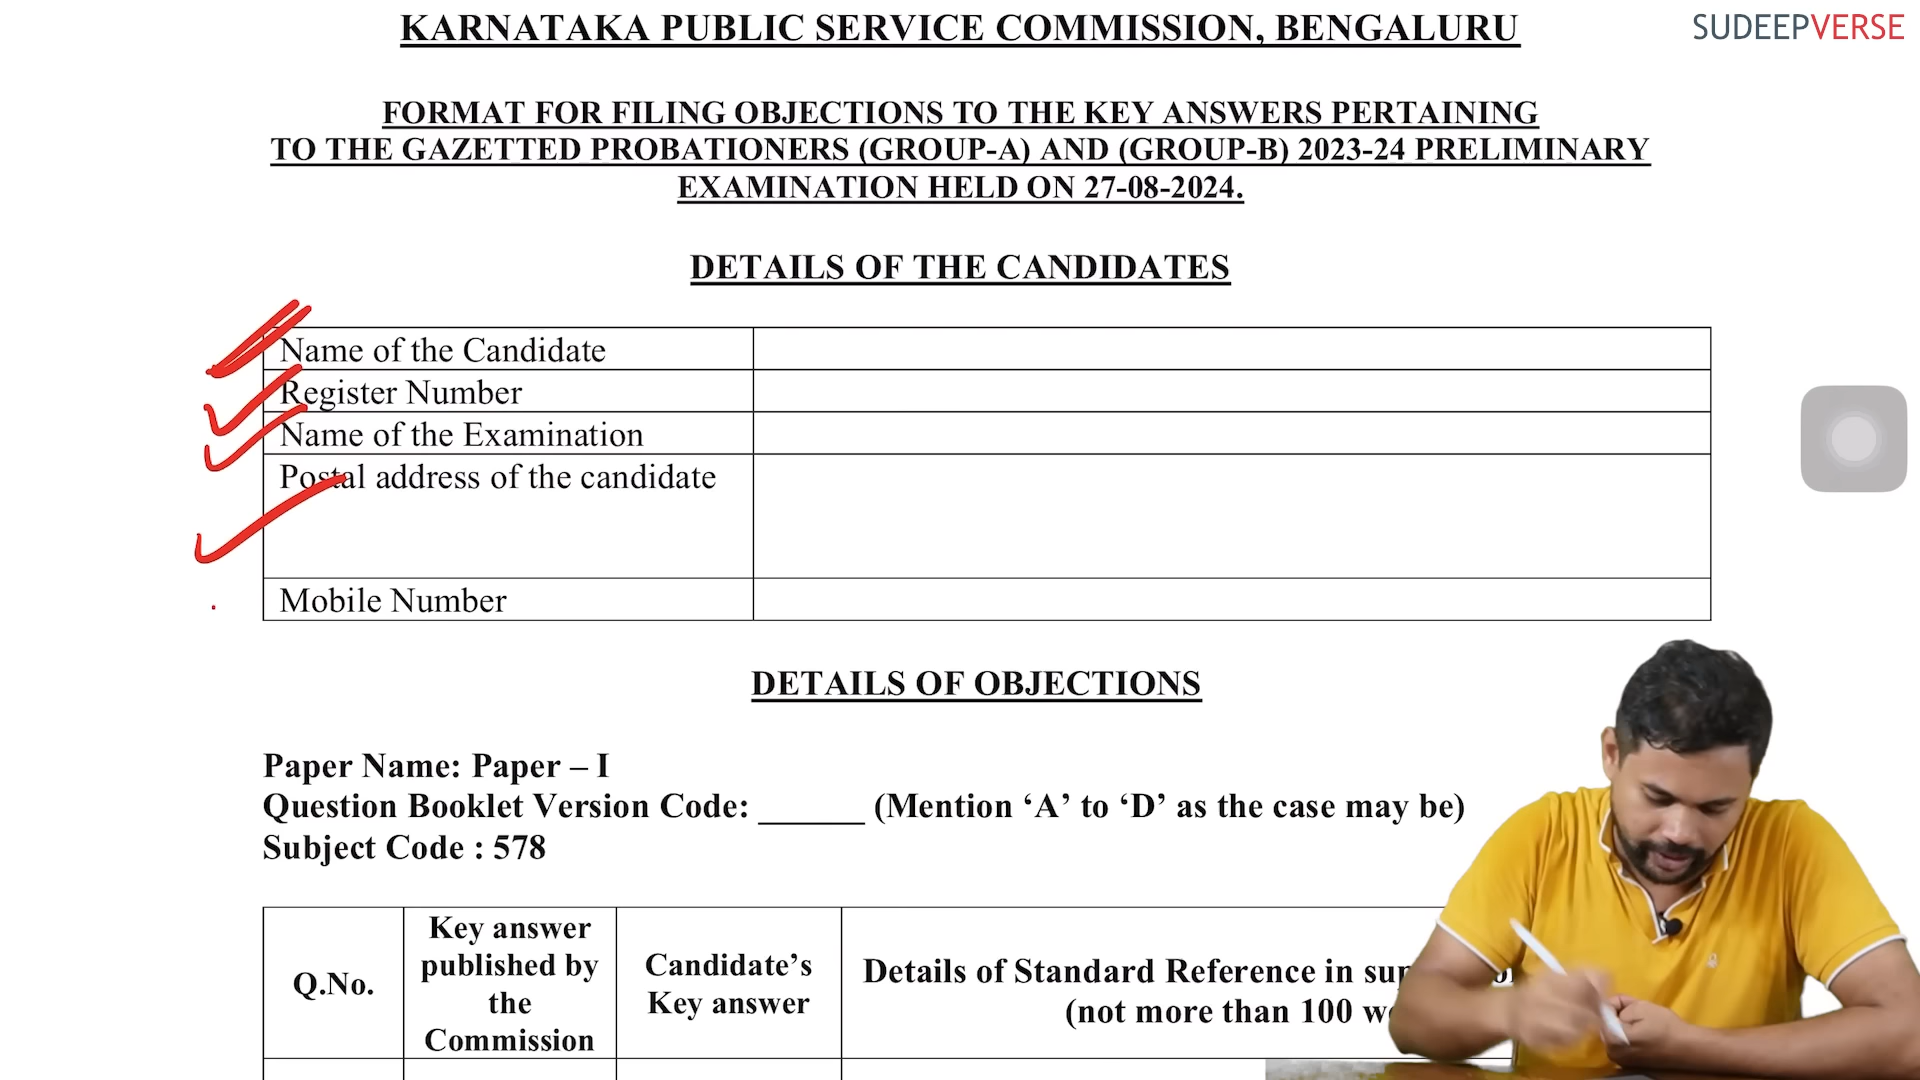 KARNATAKA PUBLIC SERVICE COMMISSION, BENGALURU
SUDEEPVERSE
FORMAT FOR FILING OBJECTIONS TO THE KEY ANSWERS PERTAINING
TO THE GAZETTED PROBATIONERS (GROUP-A) AND (GROUP-B) 2023-24 PRELIMINARY
EXAMINATION HELD ON 27-08-2024.
DETAILS OF THE CANDIDATES
Name of the Candidate
Register Number
Name of the Examination
Postal address of the candidate
Mobile Number
DETAILS OF OBJECTIONS
Paper Name: Paper – I
Question Booklet Version Code: ______ (Mention ‘A’ to ‘D’ as the case may be)
Subject Code : 578
Q.No.
Key answer
published by
the
Commission
Candidate’s
Key answer
Details of Standard Reference in
(not more than 100